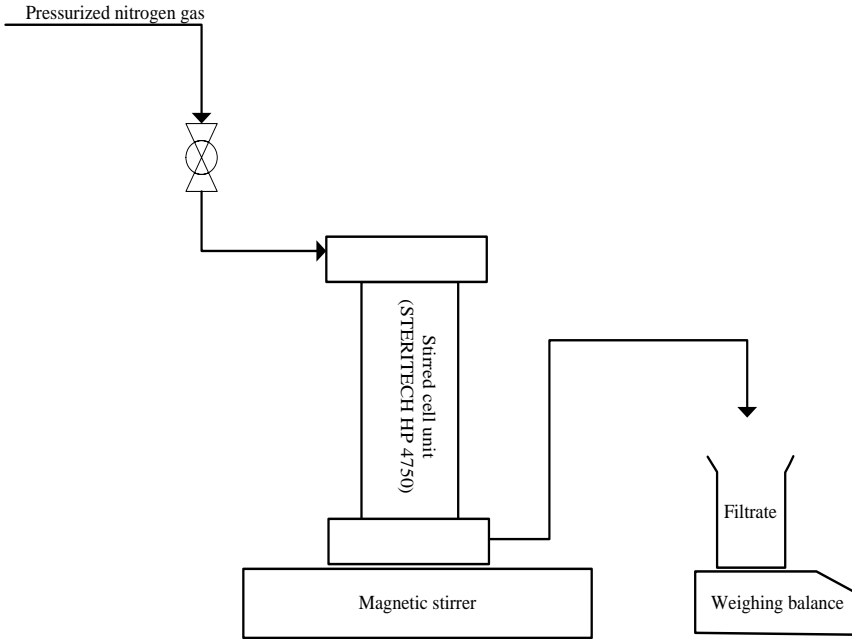 Pressurized nitrogen gas
Stirred cell unit
(STERITECH HP 4750)
Filtrate
Magnetic stirrer
Weighing balance